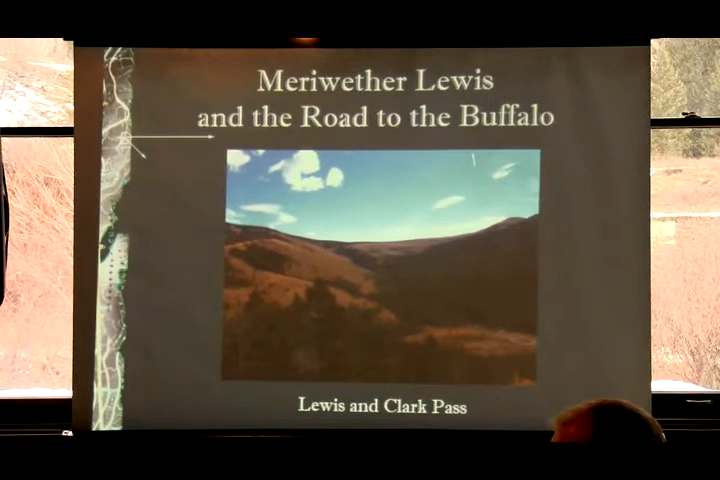 Meriwether Lewis
and the Road to the Buffalo
Lewis and Clark Pass